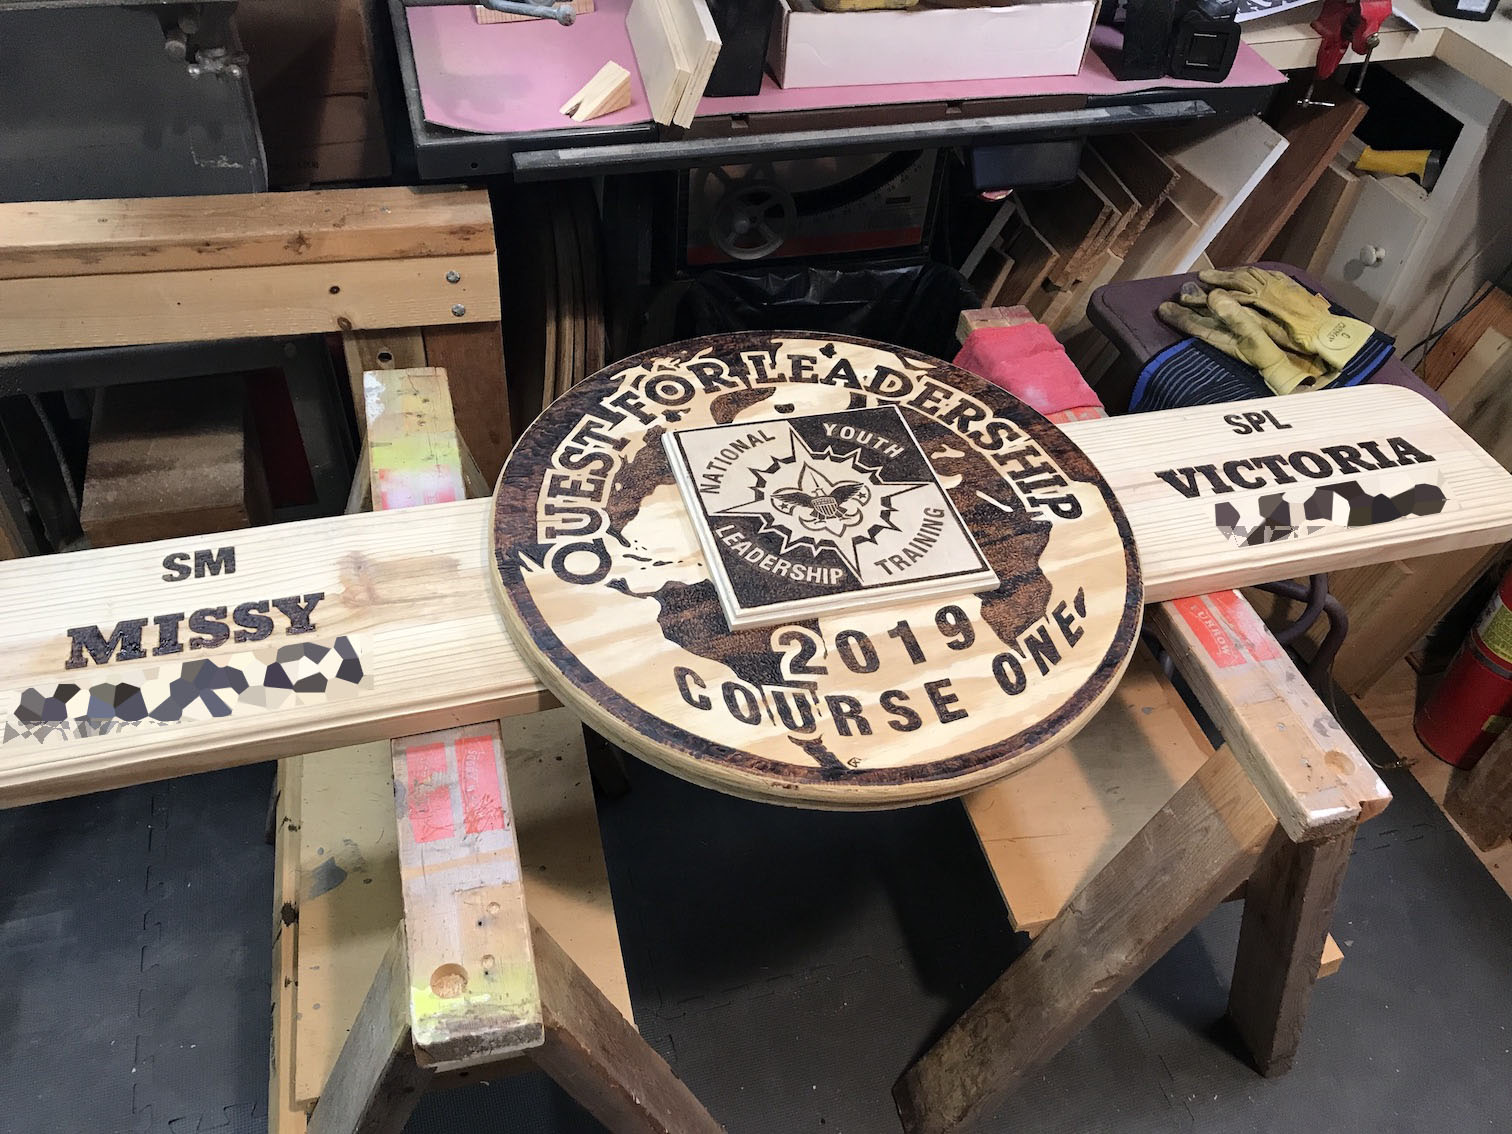 QUEST FOR LEADERSHIP
NATIONAL
YOUTH
LEADERSHIP
TRAINING
2019
COURSE ONE
SM
MISSY
SPL
VICTORIA